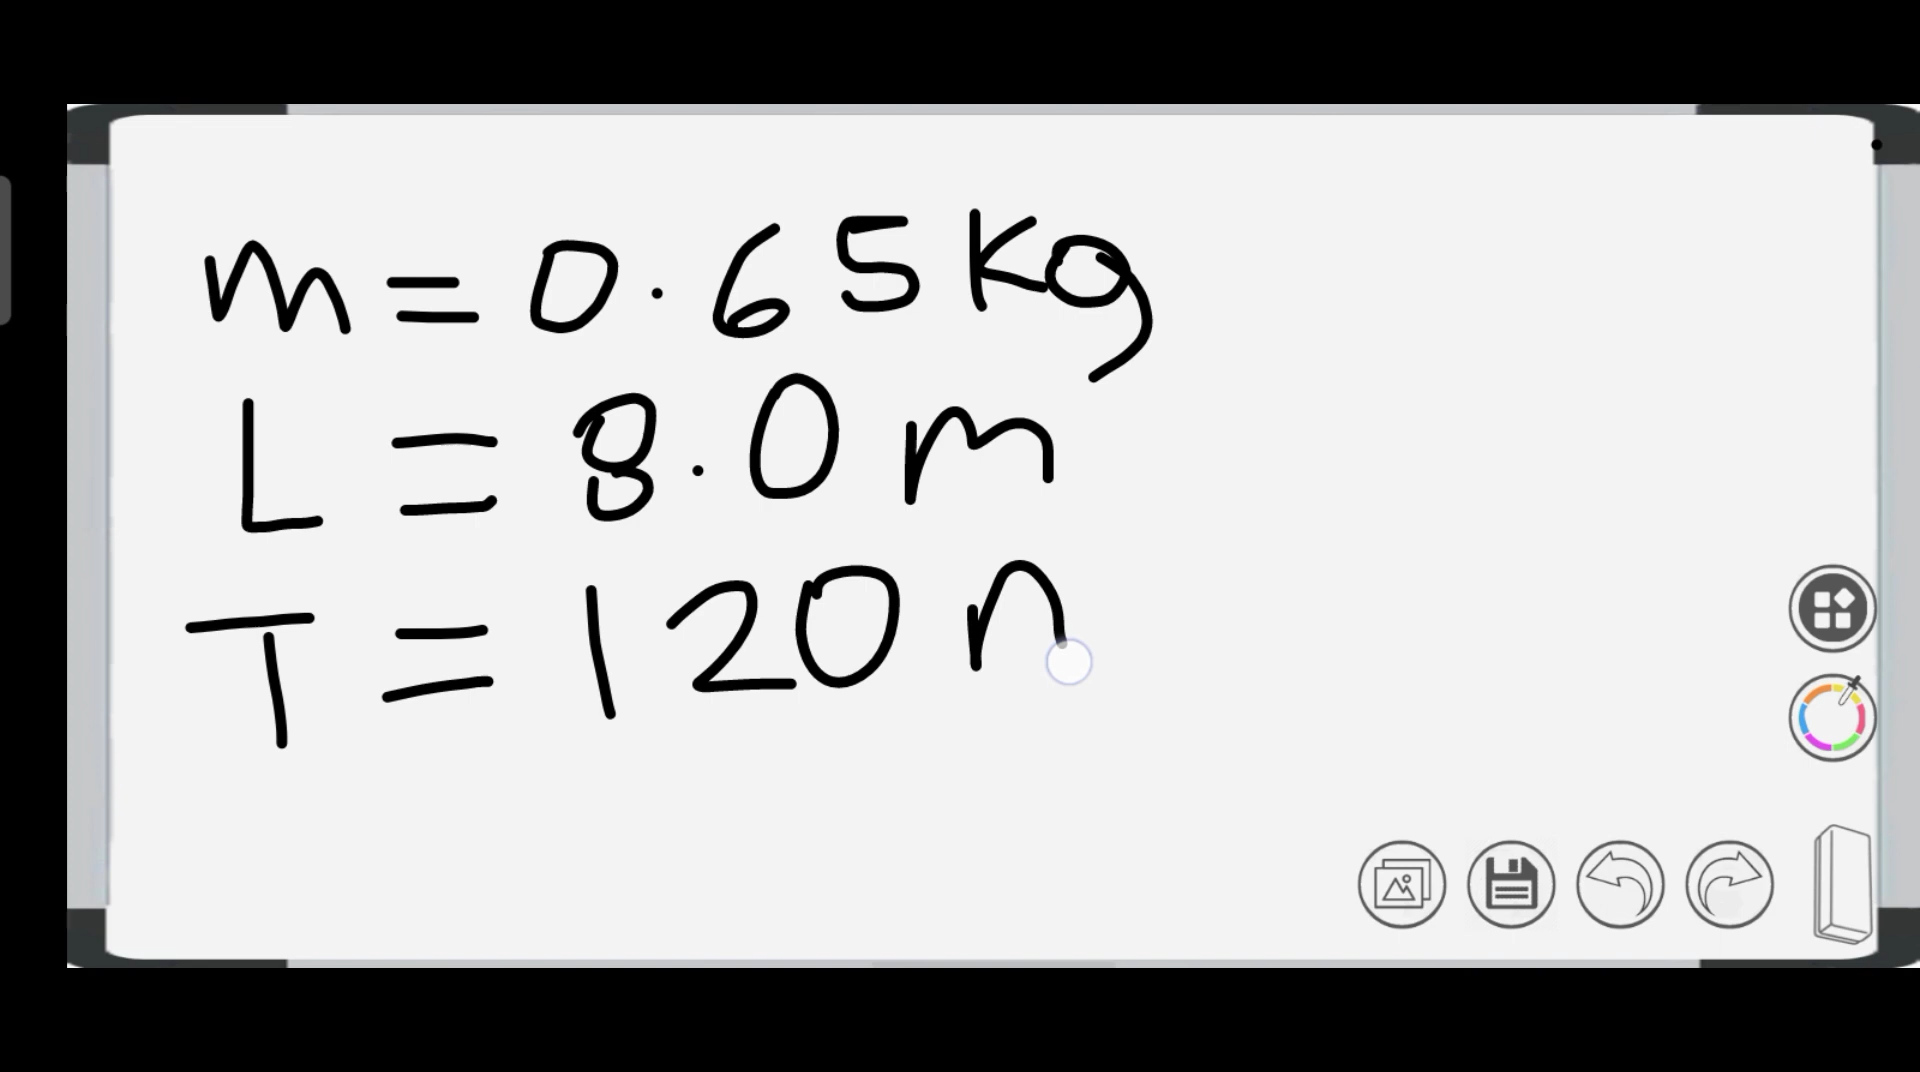 m = 0.65 kg
L = 8.0 m
T = 120 n